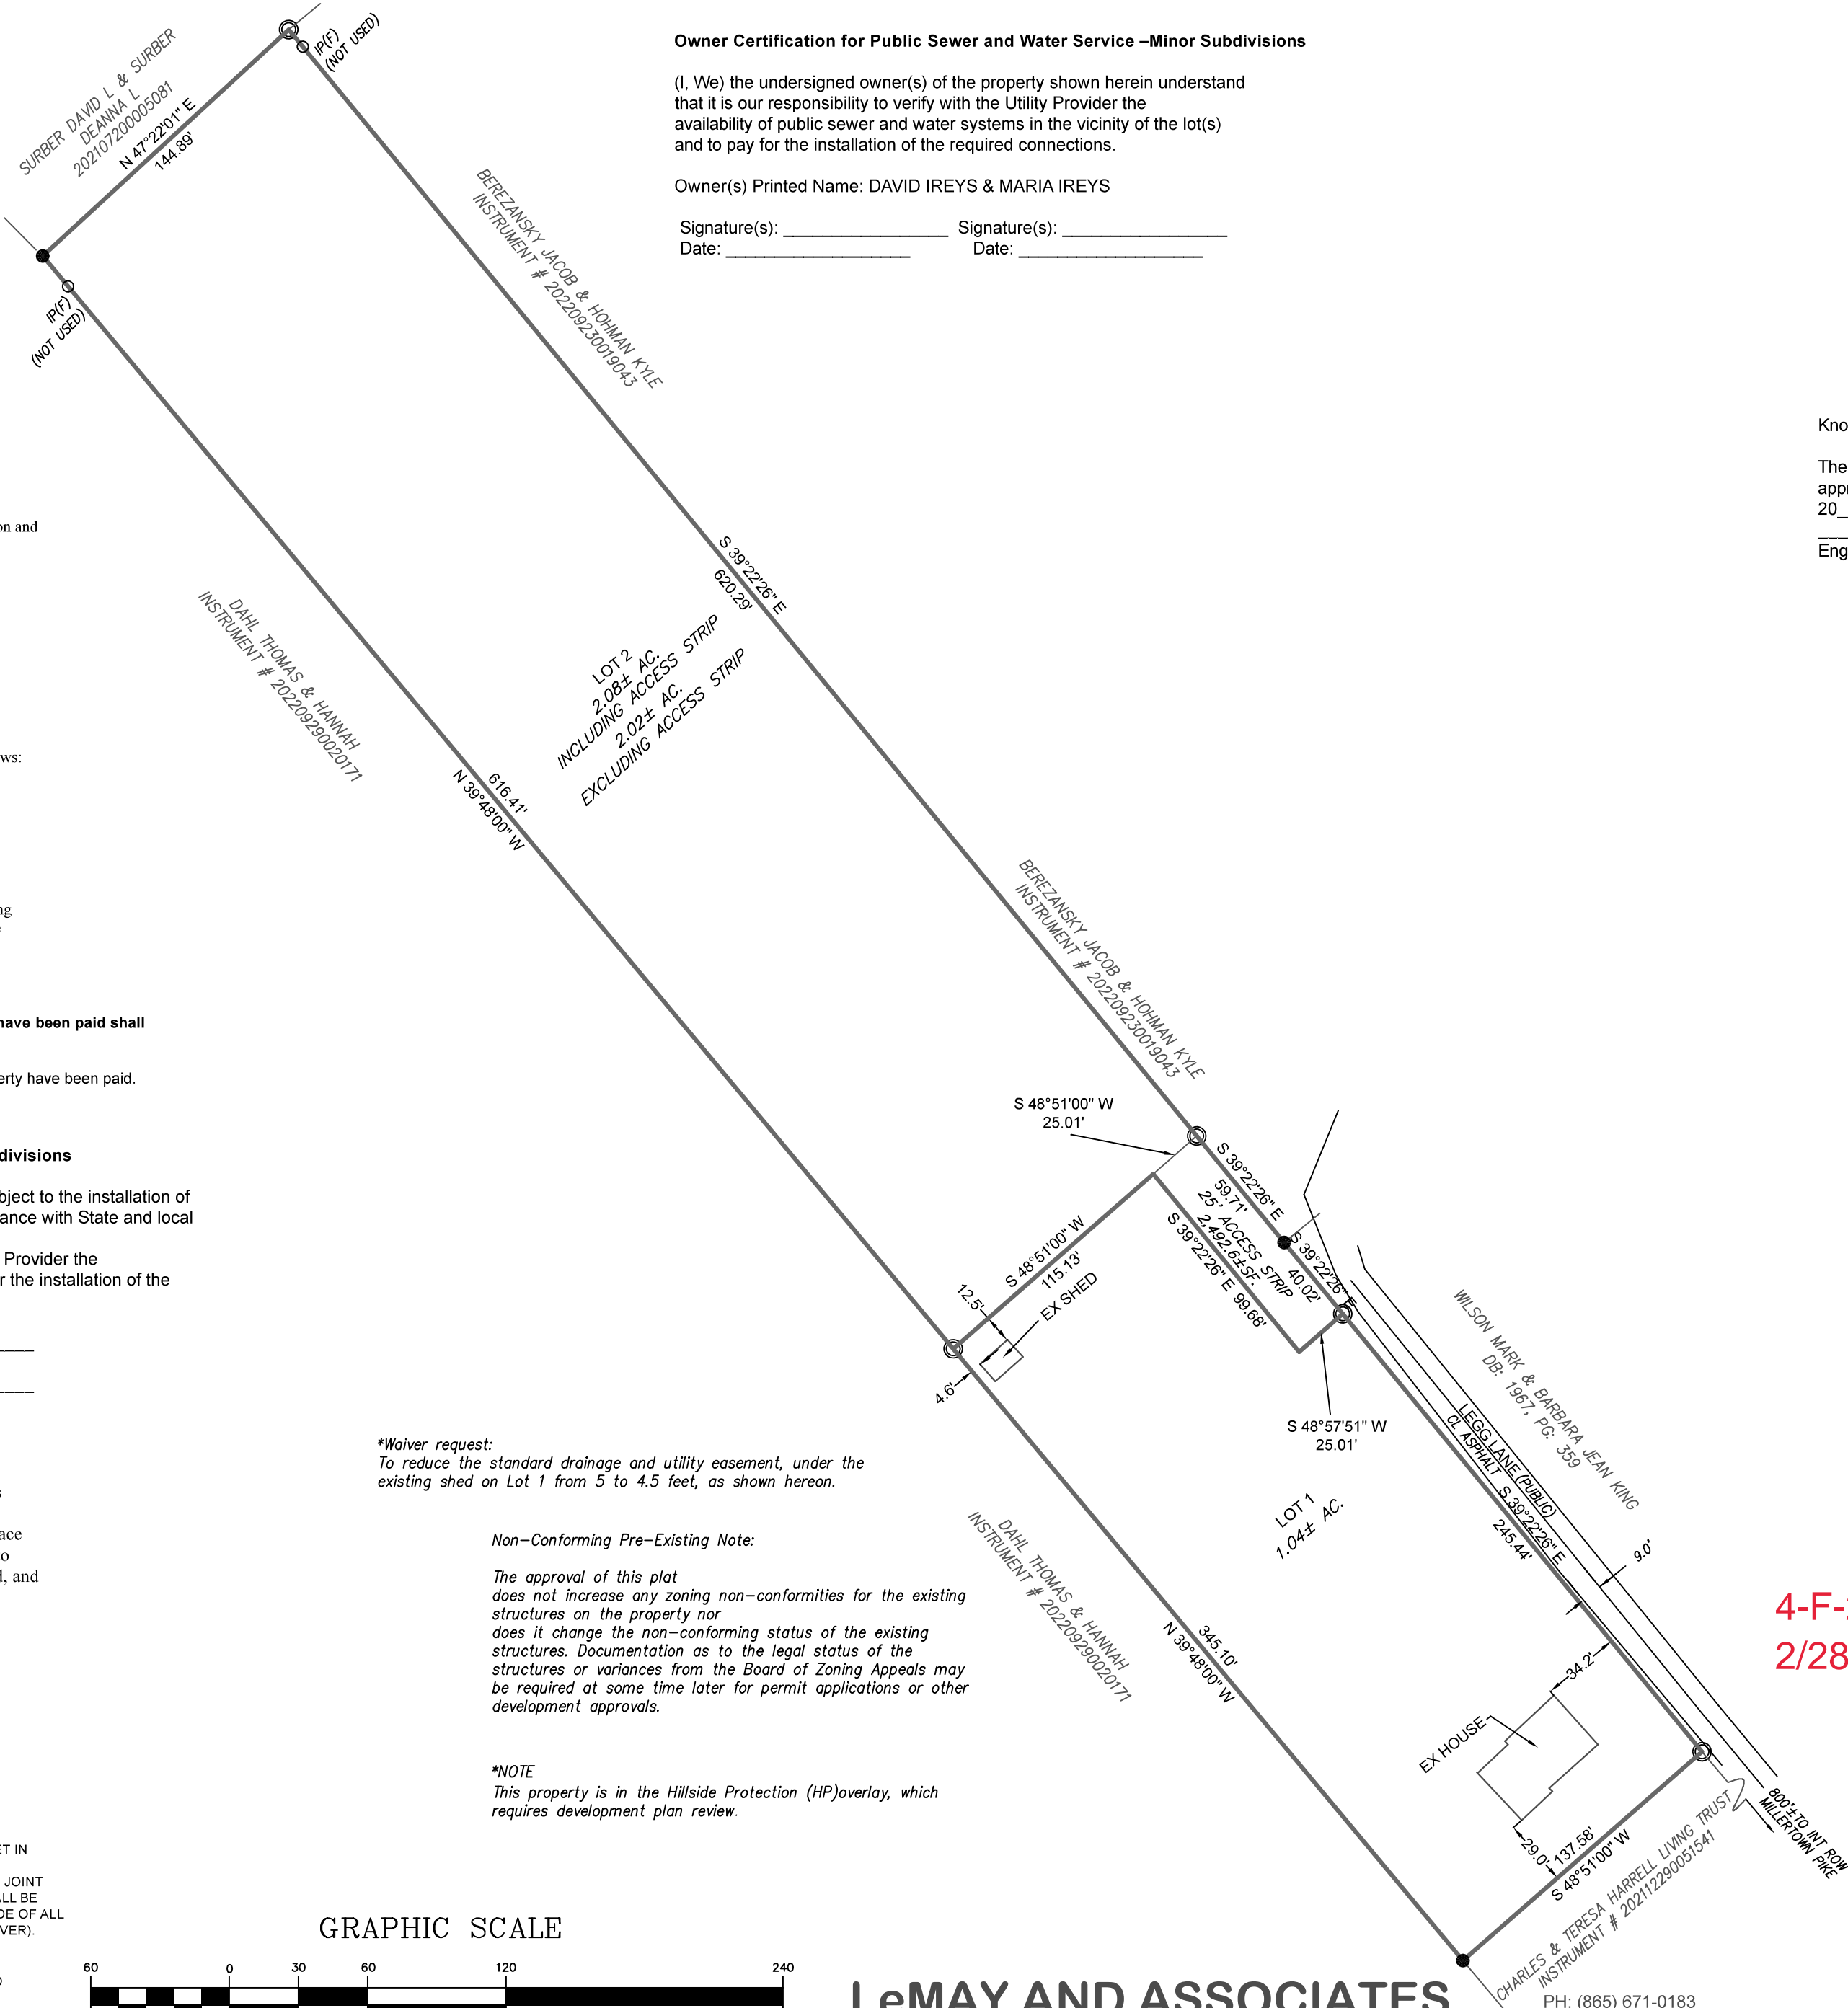 Owner Certification for Public Sewer and Water Service –Minor Subdivisions
(I, We) the undersigned owner(s) of the property shown herein understand
that it is our responsibility to verify with the Utility Provider the
availability of public sewer and water systems in the vicinity of the lot(s)
and to pay for the installation of the required connections.
Owner(s) Printed Name: DAVID IREYS & MARIA IREYS
Signature(s): _________________ Signature(s): _________________
Date: ___________________ Date: ___________________
IP(F)
(NOT USED)
SURBER DAVID L & SURBER
DEANNA L
202107200005081
N 47°22'01" E
144.89'
IP(F)
(NOT USED)
BEREZANSKY JACOB & HOHMAN KYLE
INSTRUMENT # 202209230019043
Kno
The
app
20_
Eng
on and
S 39°22'26" E
620.29'
DAHL THOMAS & HANNAH
INSTRUMENT # 202209290020171
LOT 2
2.08± AC.
INCLUDING ACCESS STRIP
2.02± AC.
EXCLUDING ACCESS STRIP
ws:
616.41'
N 39°48'00" W
ng
BEREZANSKY JACOB & HOHMAN KYLE
INSTRUMENT # 202209230019043
have been paid shall
erty have been paid.
S 48°51'00" W
25.01'
divisions
bject to the installation of
ance with State and local
Provider the
r the installation of the
S 39°22'26" E
59.71'
25' ACCESS STRIP
2,492.6±SF.
S 39°22'26" E 99.68'
S 39°22'26" E
40.02'
S 48°51'00" W
115.13'
12.5'
EX SHED
4.6'
S 48°57'51" W
25.01'
WILSON MARK & BARBARA JEAN KING
DB: 1967, PG: 359
LEGG LANE (PUBLIC)
CL ASPHALT
S 39°22'26" E
245.44'
9.0'
*Waiver request:
To reduce the standard drainage and utility easement, under the
existing shed on Lot 1 from 5 to 4.5 feet, as shown hereon.
LOT 1
1.04± AC.
DAHL THOMAS & HANNAH
INSTRUMENT # 202209290020171
Non-Conforming Pre-Existing Note:
The approval of this plat
does not increase any zoning non-conformities for the existing
structures on the property nor
does it change the non-conforming status of the existing
structures. Documentation as to the legal status of the
structures or variances from the Board of Zoning Appeals may
be required at some time later for permit applications or other
development approvals.
ace
o
d, and
4-F-
2/28
345.10'
N 39°48'00" W
34.2'
EX HOUSE
29.0'
137.58'
S 48°51'00" W
*NOTE
This property is in the Hillside Protection (HP)overlay, which
requires development plan review.
800'±TO INT ROW
MILLERTOWN PIKE
CHARLES & TERESA HARRELL LIVING TRUST
INSTRUMENT # 202112290051541
ET IN
JOINT
ALL BE
DE OF ALL
VER).
GRAPHIC SCALE
60 0 30 60 120 240
LeMAY AND ASSOCIATES
PH: (865) 671-0183